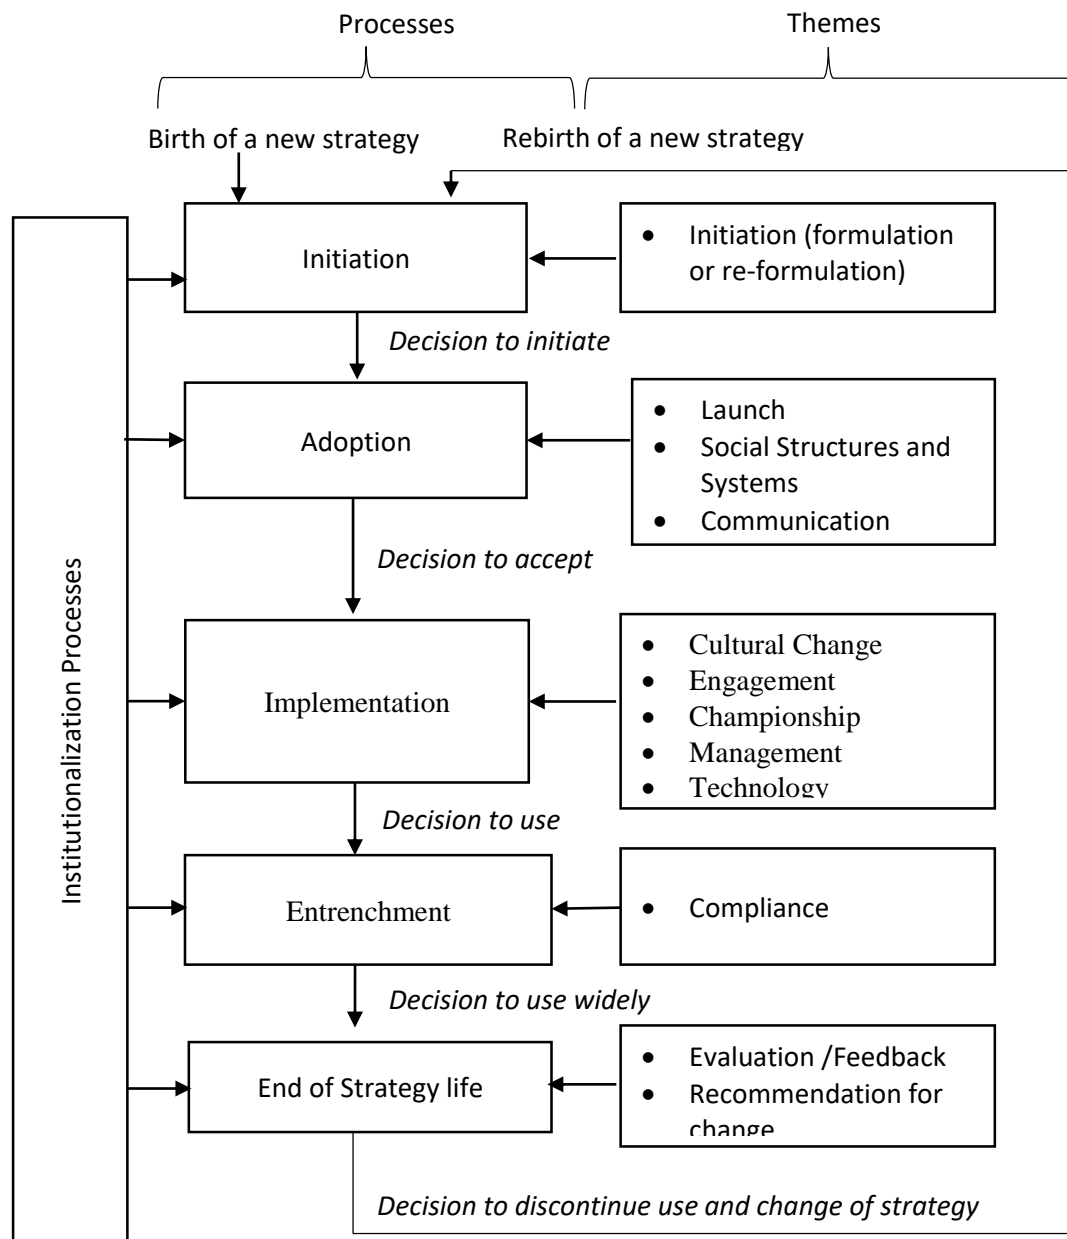 Processes
Themes
Birth of a new strategy
Rebirth of a new strategy
Institutionalization Processes
Initiation
• Initiation (formulation
or re-formulation)
Decision to initiate
Adoption
• Launch
• Social Structures and
Systems
• Communication
Decision to accept
Implementation
• Cultural Change
• Engagement
• Championship
• Management
• Technology
Decision to use
Entrenchment
• Compliance
Decision to use widely
End of Strategy life
• Evaluation /Feedback
• Recommendation for
change
Decision to discontinue use and change of strategy